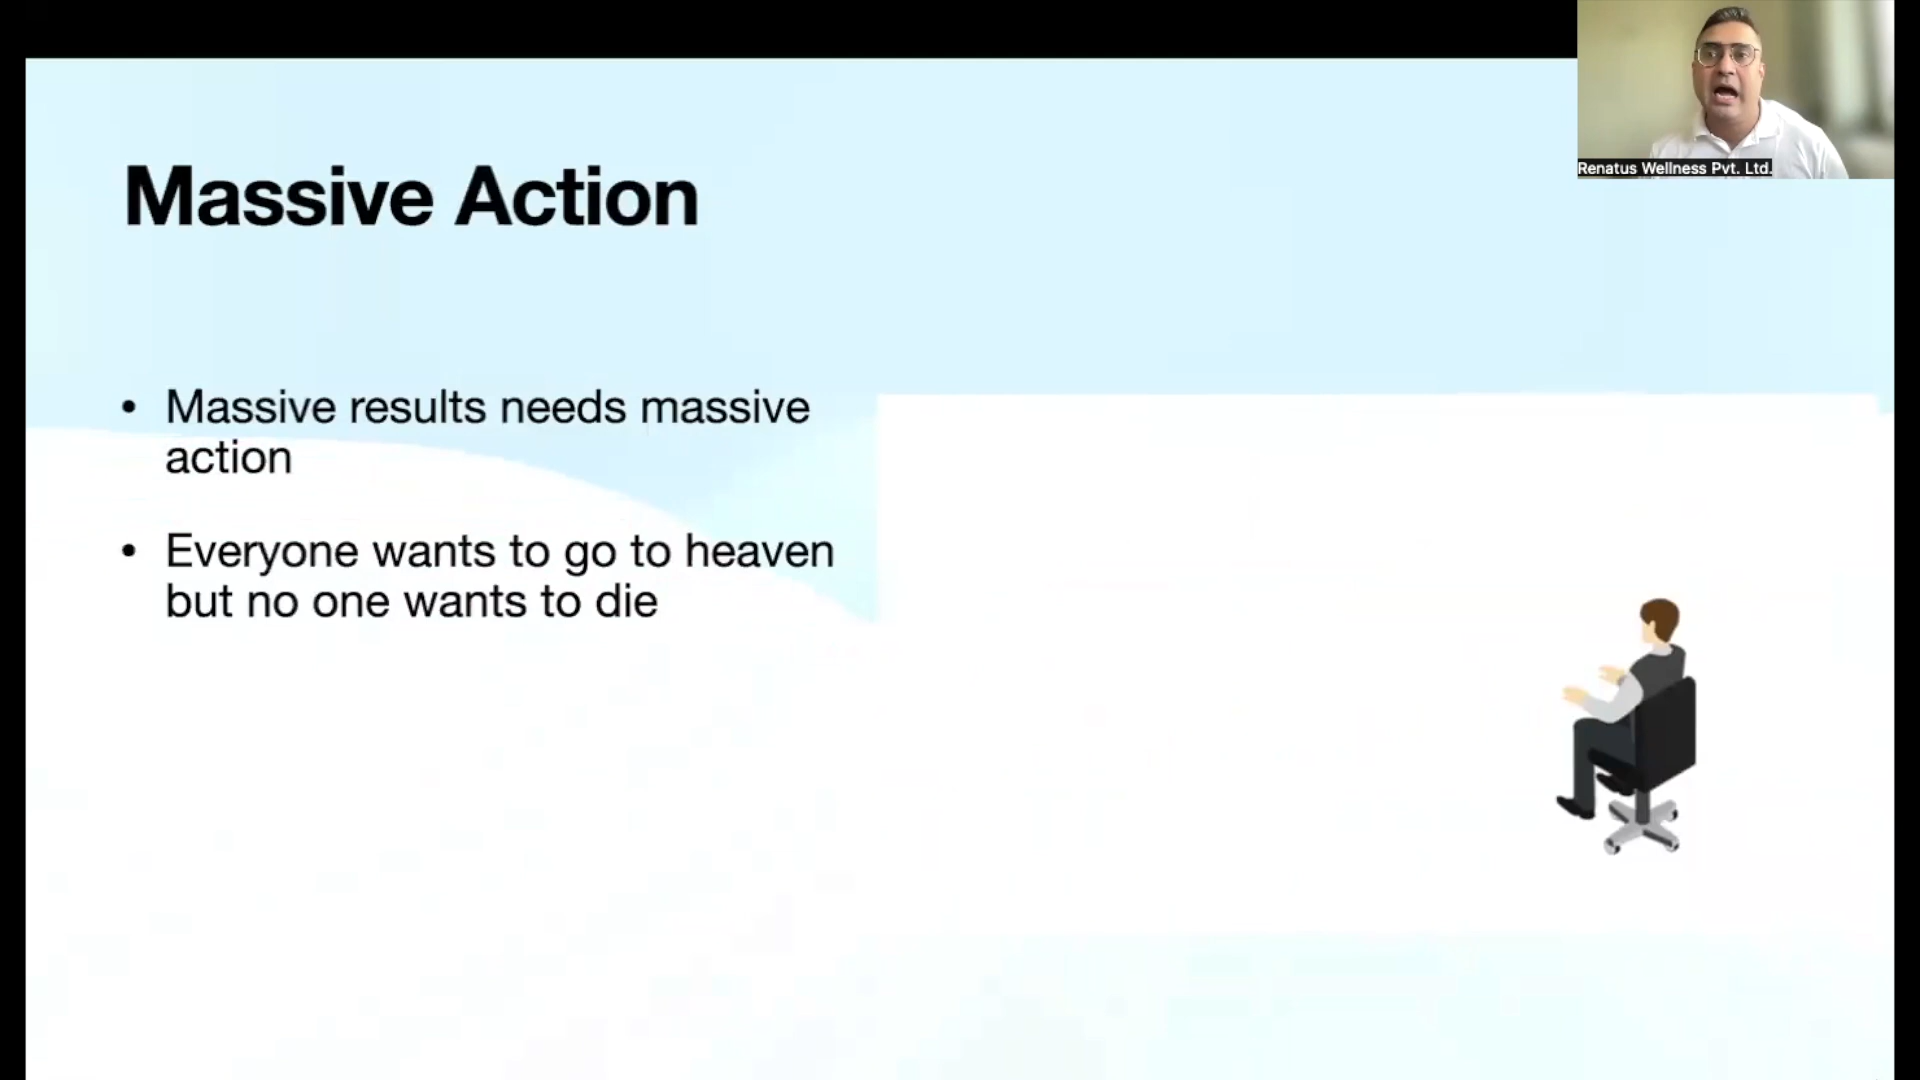 Renatus Wellness Pvt. Ltd.
Massive Action
• Massive results needs massive
action
• Everyone wants to go to heaven
but no one wants to die